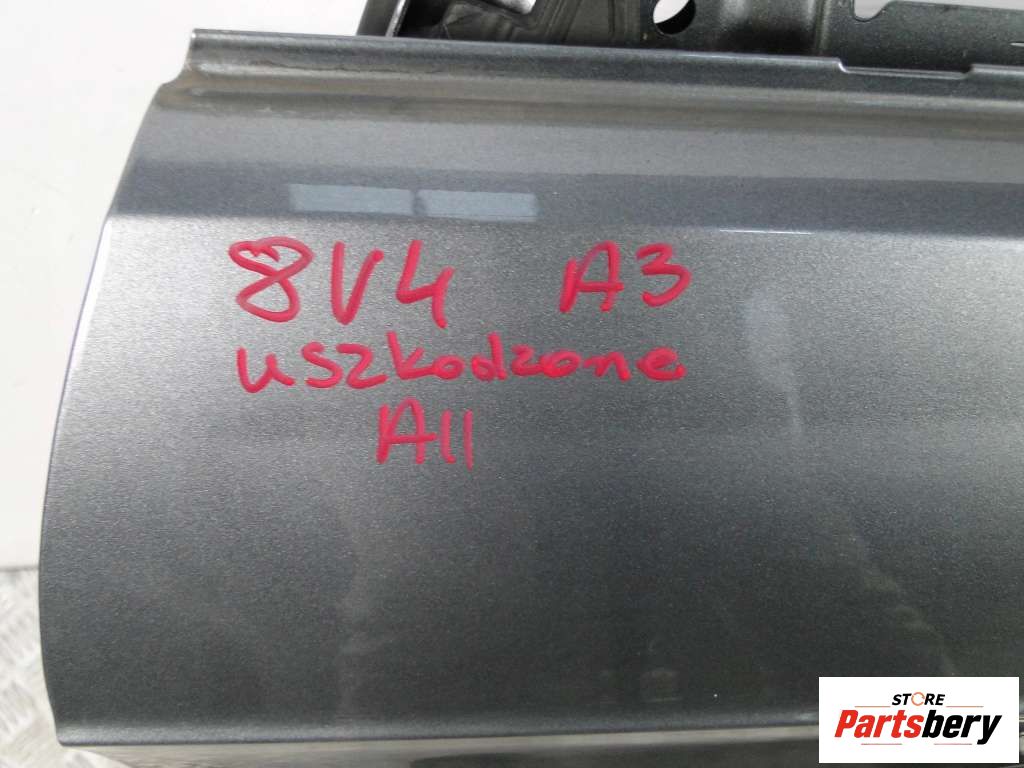 8V4 A3
uszkodzone
A11
STORE
Partsbery